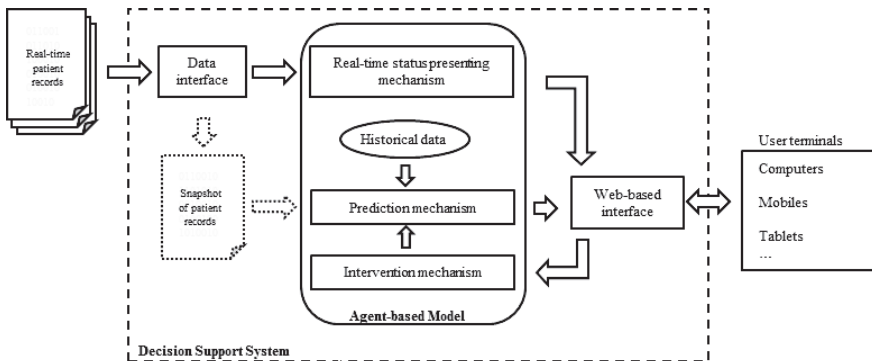 Real-time
patient
records
Data
interface
Real-time status presenting
mechanism
Historical data
Snapshot
of patient
records
Prediction mechanism
Intervention mechanism
Agent-based Model
Web-based
interface
User terminals
Computers
Mobiles
Tablets
...
Decision Support System